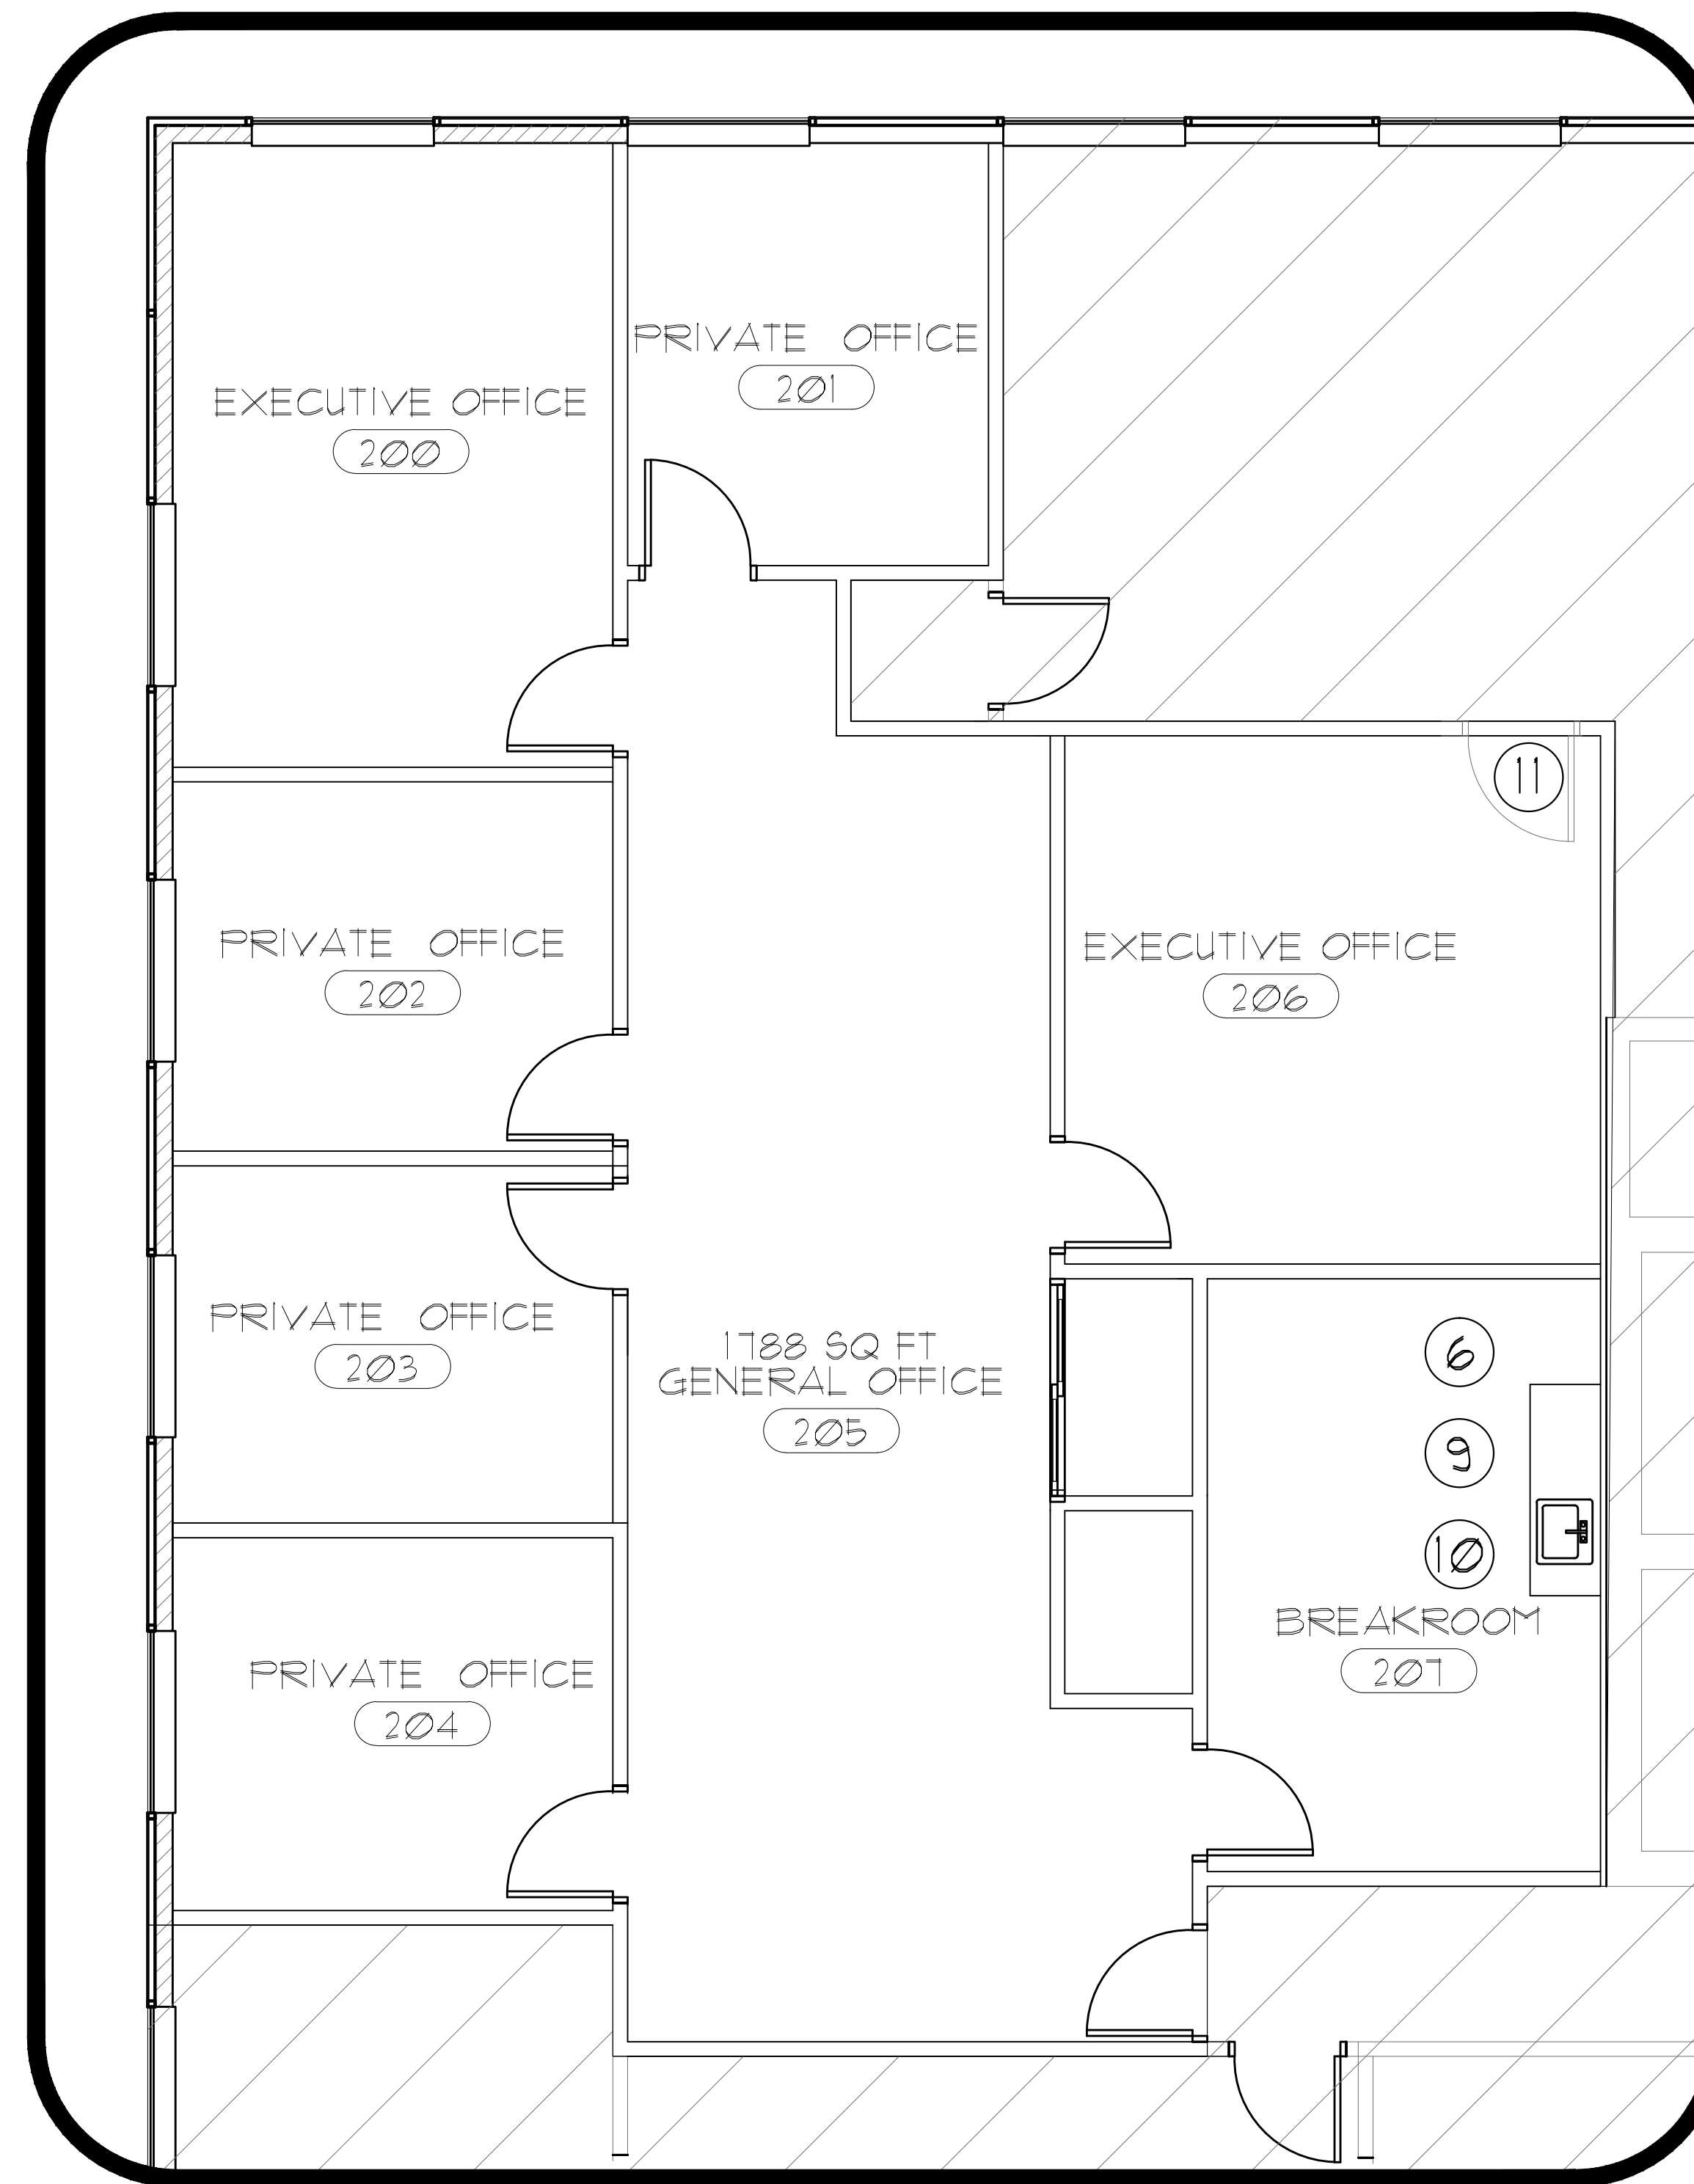 PRIVATE OFFICE
201
EXECUTIVE OFFICE
200
11
PRIVATE OFFICE
202
EXECUTIVE OFFICE
206
PRIVATE OFFICE
203
1788 SQ FT
GENERAL OFFICE
205
6
9
10
BREAKROOM
207
PRIVATE OFFICE
204